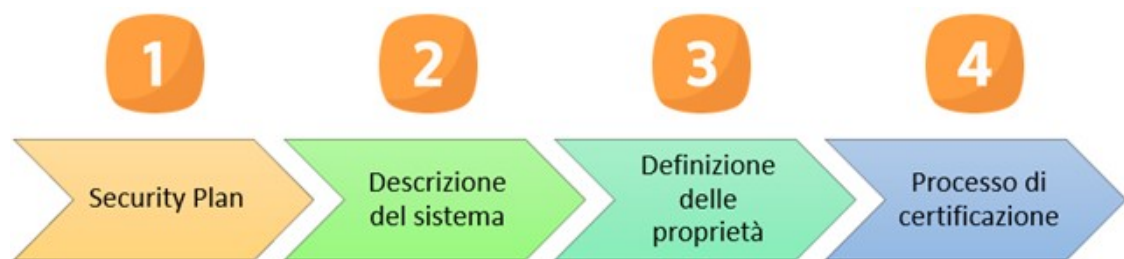 1
2
3
4
Security Plan
Descrizione
del sistema
Definizione
delle
proprietà
Processo di
certificazione